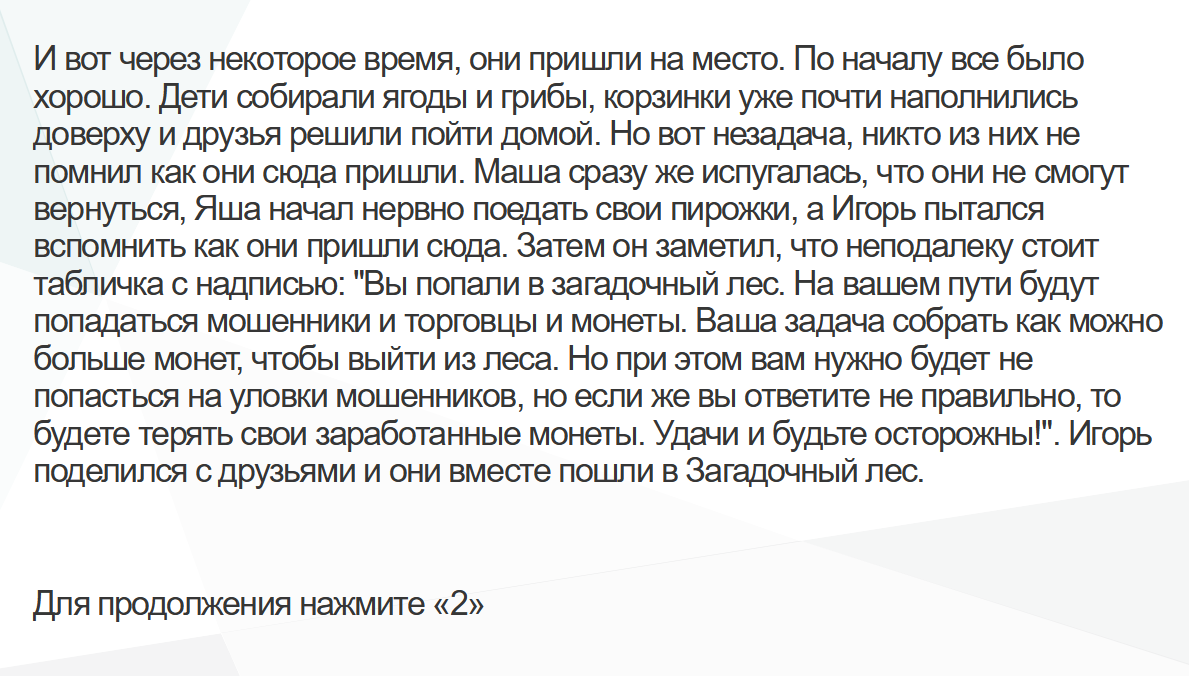 И вот через некоторое время, они пришли на место. По началу все было
хорошо. Дети собирали ягоды и грибы, корзинки уже почти наполнились
доверху и друзья решили пойти домой. Но вот незадача, никто из них не
помнил как они сюда пришли. Маша сразу же испугалась, что они не смогут
вернуться, Яша начал нервно поедать свои пирожки, а Игорь пытался
вспомнить как они пришли сюда. Затем он заметил, что неподалеку стоит
табличка с надписью: "Вы попали в загадочный лес. На вашем пути будут
попадаться мошенники и торговцы и монеты. Ваша задача собрать как можно
больше монет, чтобы выйти из леса. Но при этом вам нужно будет не
попасться на уловки мошенников, но если же вы ответите не правильно, то
будете терять свои заработанные монеты. Удачи и будьте осторожны!". Игорь
поделился с друзьями и они вместе пошли в Загадочный лес.
Для продолжения нажмите «2»